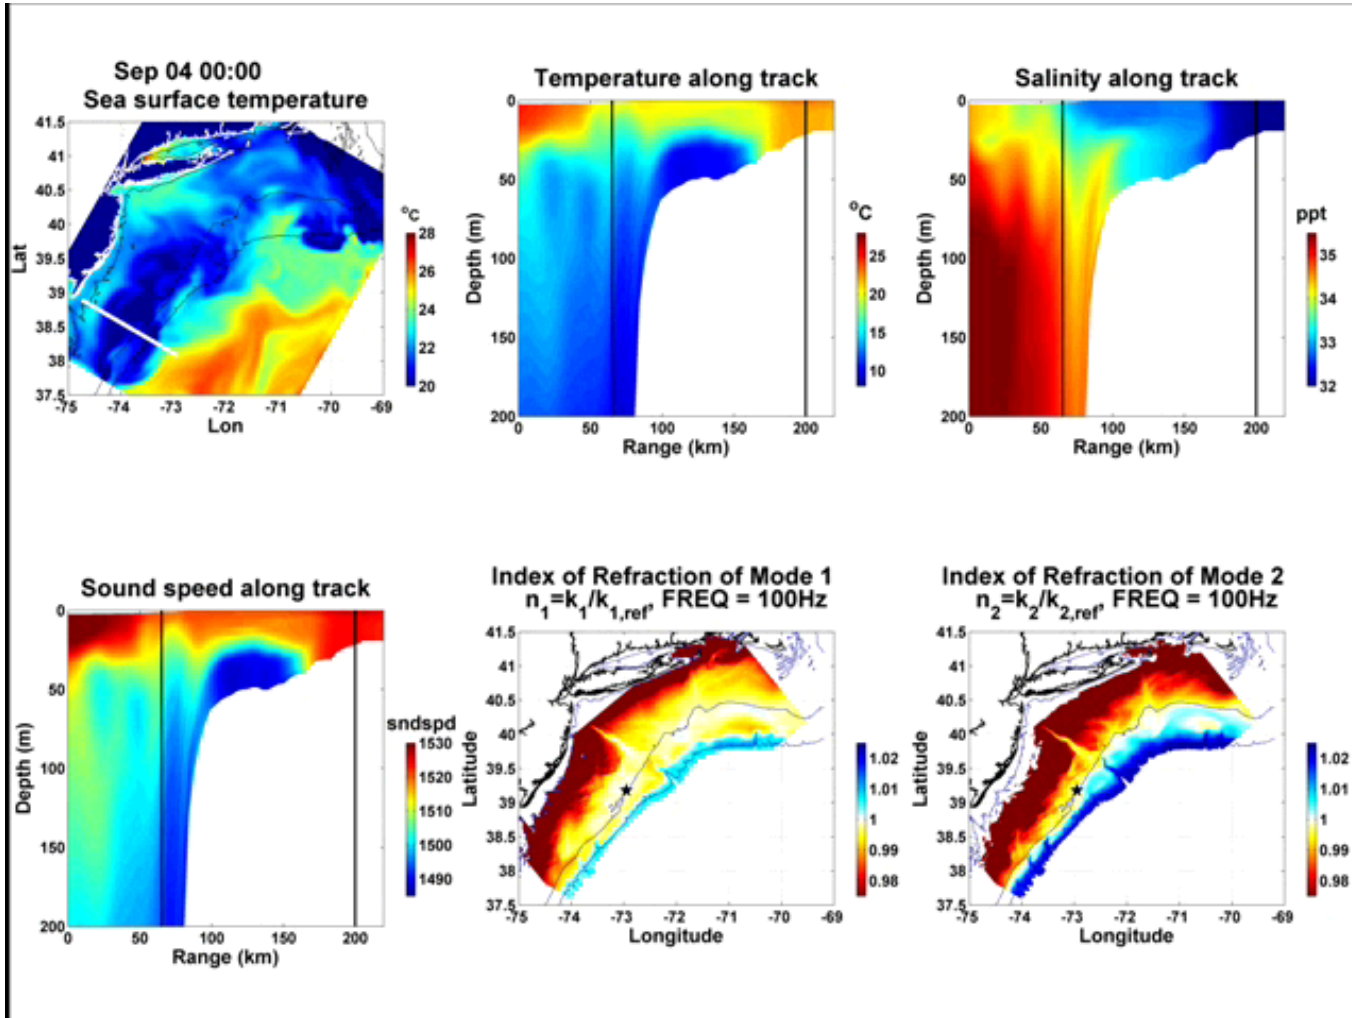 Sep 04 00:00
Sea surface temperature
41.5
41
40.5
40
39.5
39
38.5
38
37.5
Lat
-75 -74 -73 -72 -71 -70 -69
Lon
°C
28
26
24
22
20
Temperature along track
0
50
100
150
200
Depth (m)
0 50 100 150 200
Range (km)
°C
25
20
15
10
Salinity along track
0
50
100
150
200
Depth (m)
0 50 100 150 200
Range (km)
ppt
35
34
33
32
Sound speed along track
0
50
100
150
200
Depth (m)
0 50 100 150 200
Range (km)
sndspd
1530
1520
1510
1500
1490
Index of Refraction of Mode 1
n₁=k₁/k₁,ref, FREQ = 100Hz
41.5
41
40.5
40
39.5
39
38.5
38
37.5
Latitude
-75 -74 -73 -72 -71 -70 -69
Longitude
1.02
1.01
1
0.99
0.98
Index of Refraction of Mode 2
n₂=k₂/k₂,ref, FREQ = 100Hz
41.5
41
40.5
40
39.5
39
38.5
38
37.5
Latitude
-75 -74 -73 -72 -71 -70 -69
Longitude
1.02
1.01
1
0.99
0.98